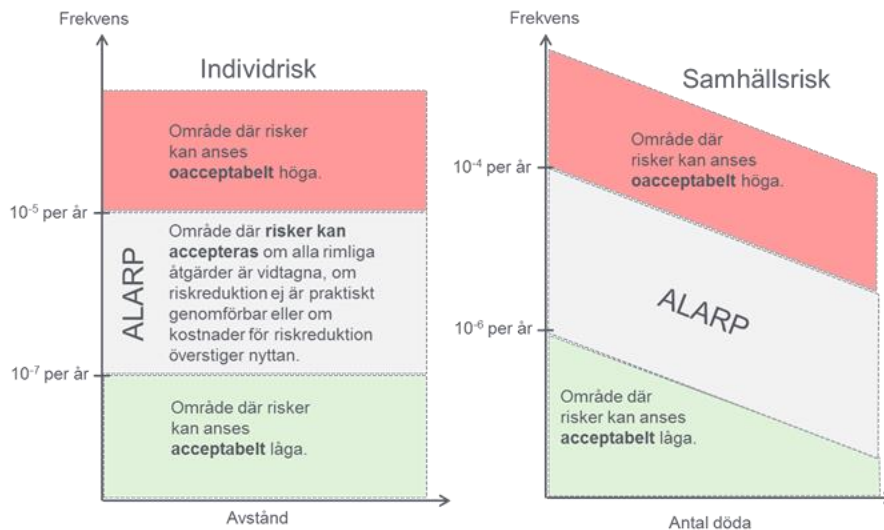 Frekvens
Individrisk
Område där risker
kan anses
oacceptabelt höga.
10⁻⁵ per år
ALARP
Område där risker kan
accepteras om alla rimliga
åtgärder är vidtagna, om
riskreduktion ej är praktiskt
genomförbar eller om
kostnader för riskreduktion
överstiger nyttan.
10⁻⁷ per år
Område där risker
kan anses
acceptabelt låga.
Avstånd
Frekvens
Samhällsrisk
Område där
risker kan anses
oacceptabelt höga.
10⁻⁴ per år
ALARP
10⁻⁶ per år
Område där
risker kan anses
acceptabelt låga.
Antal döda